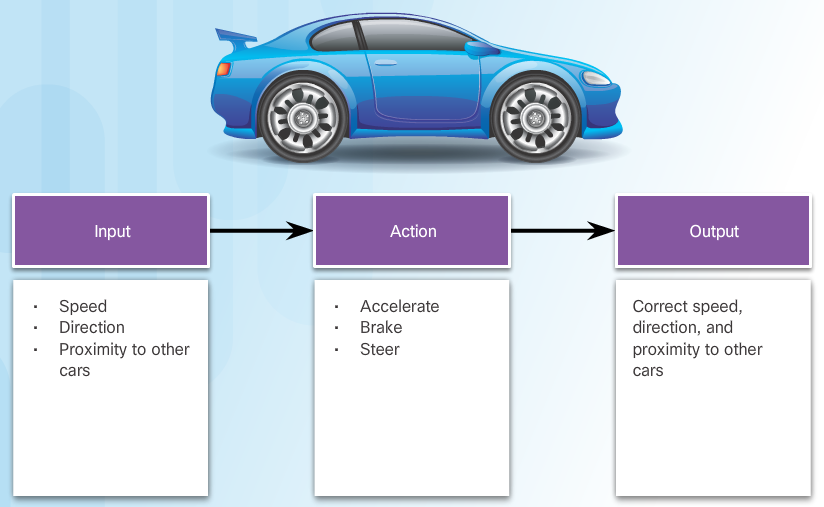 Input
Action
Output
· Speed
· Direction
· Proximity to other
cars
· Accelerate
· Brake
· Steer
Correct speed,
direction, and
proximity to other
cars